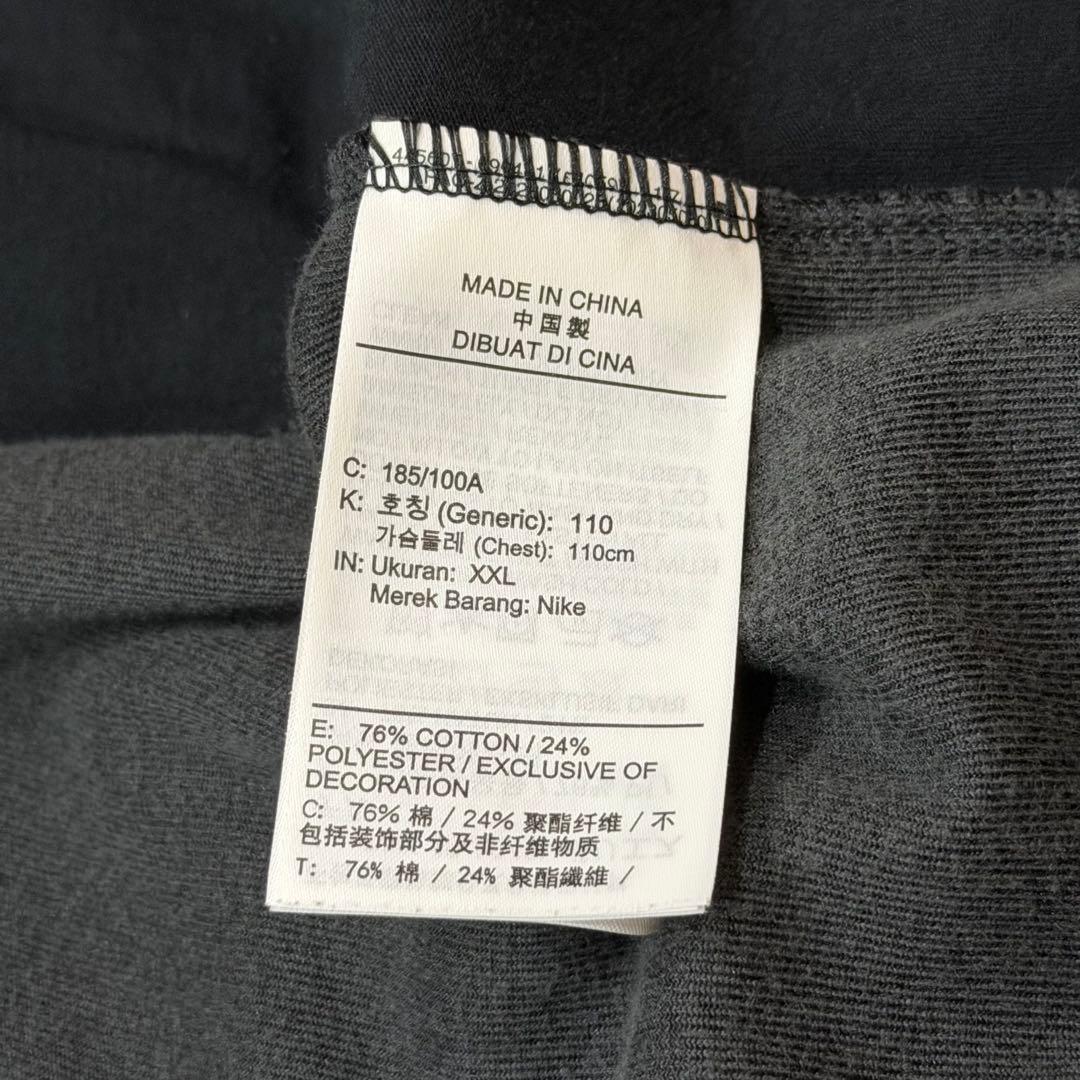 MADE IN CHINA
中国製
DIBUAT DI CINA
C: 185/100A
K: 호칭 (Generic): 110
가슴둘레 (Chest): 110cm
IN: Ukuran: XXL
Merek Barang: Nike
E: 76% COTTON / 24%
POLYESTER / EXCLUSIVE OF
DECORATION
C: 76% 棉 / 24% 聚酯纤维 / 不
包括装饰部分及非纤维物质
T: 76% 棉 / 24% 聚酯纖維 /